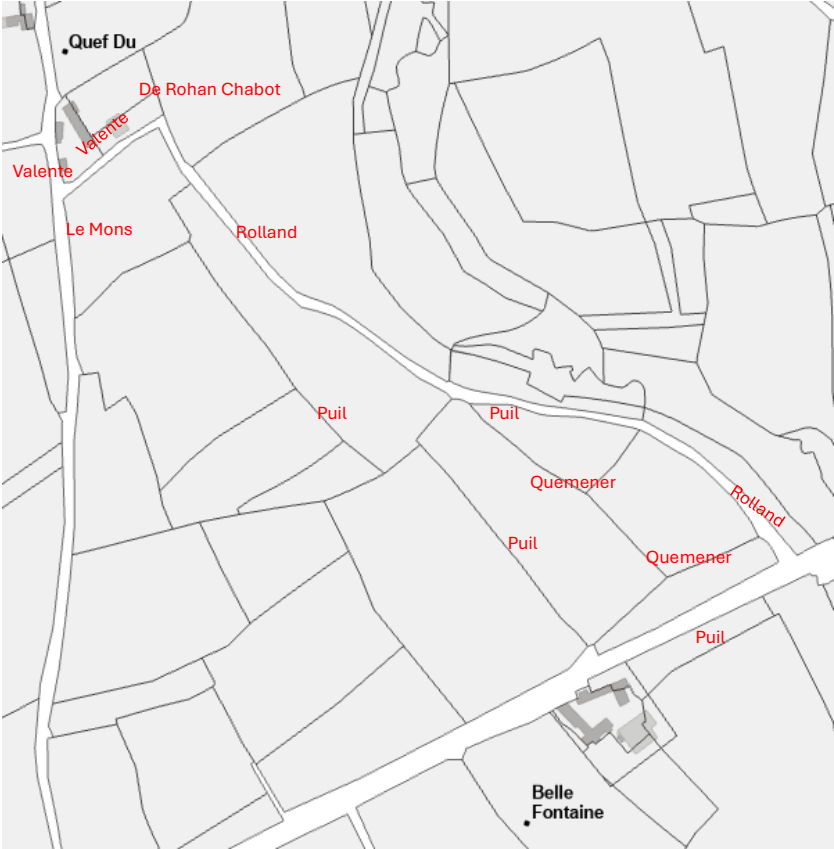 Quef Du
De Rohan Chabot
Valente
Valente
Le Mons
Rolland
Puil
Puil
Quemener
Rolland
Puil
Quemener
Puil
Belle
Fontaine